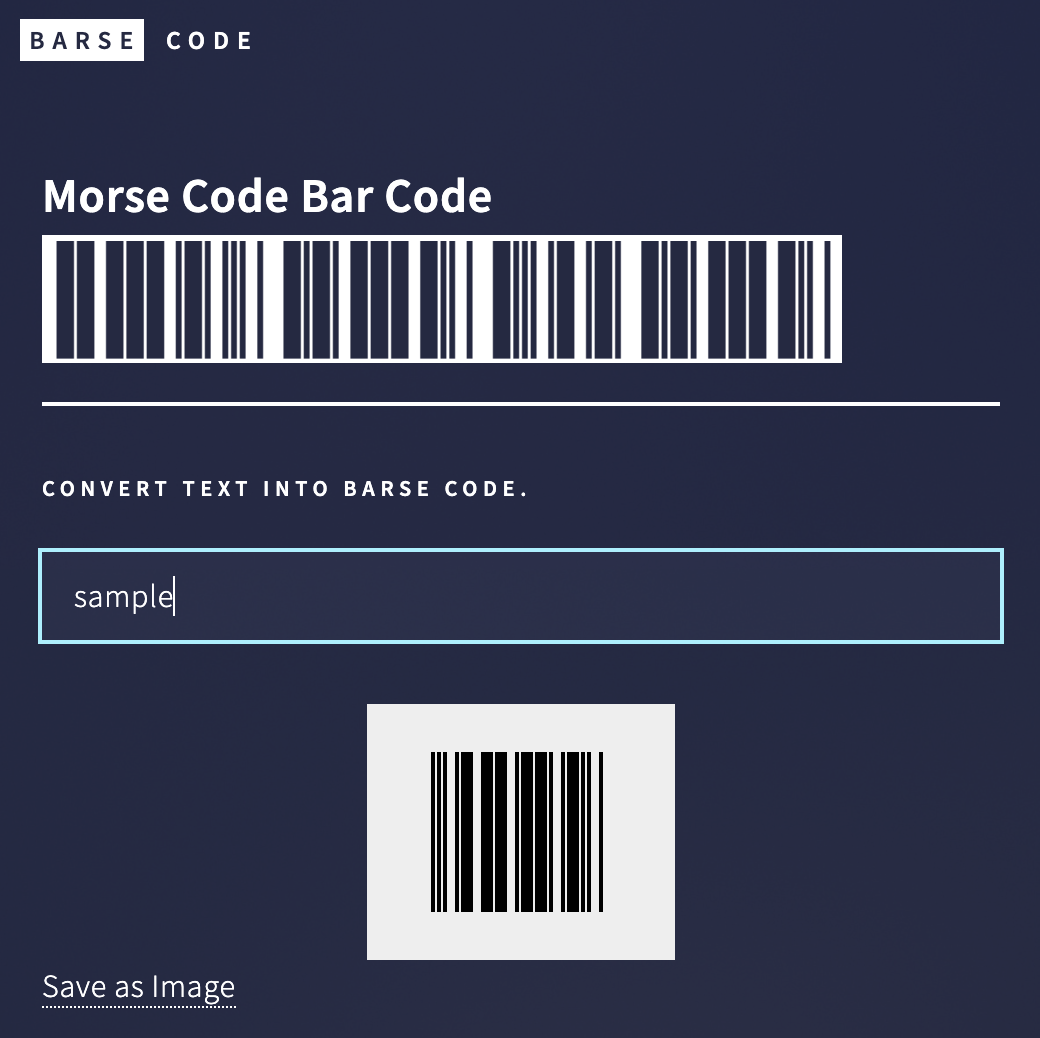 BARSE CODE
Morse Code Bar Code
CONVERT TEXT INTO BARSE CODE.
sample
Save as Image